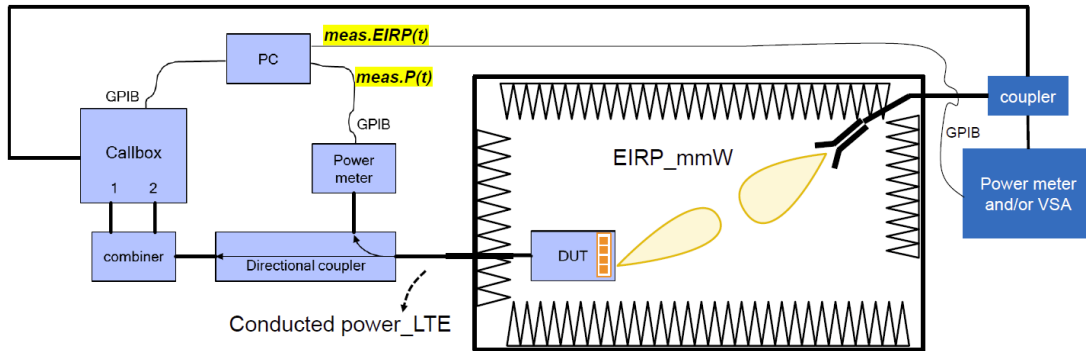 meas.EIRP(t)
PC
meas.P(t)
GPIB
GPIB
coupler
Callbox
1 2
Power
meter
EIRP_mmW
GPIB
Power meter
and/or VSA
combiner
Directional coupler
DUT
Conducted power_LTE